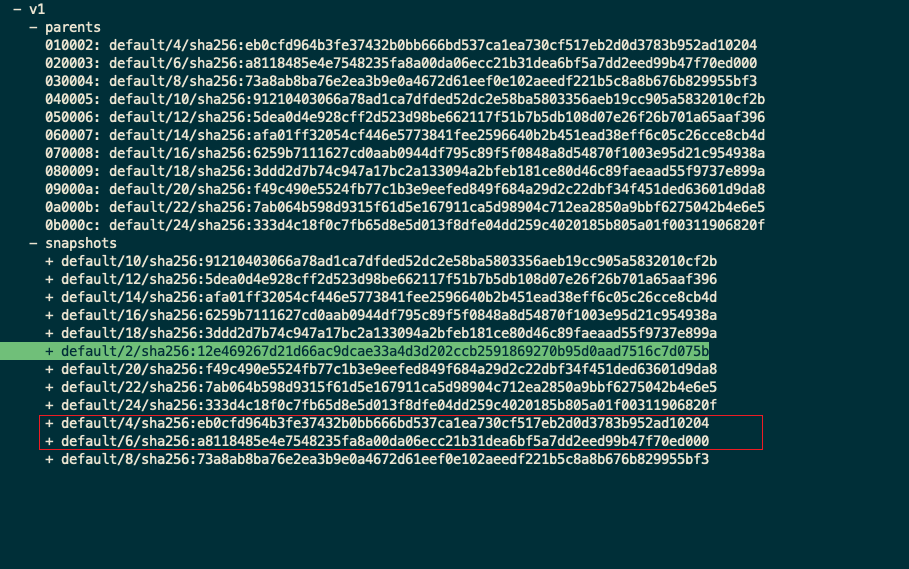 – v1
– parents
010002: default/4/sha256:eb0cfd964b3fe37432b0bb666bd537ca1ea730cf517eb2d0d3783b952ad10204
020003: default/6/sha256:a8118485e4e7548235fa8a00da06ecc21b31dea6bf5a7dd2eed99b47f70ed000
030004: default/8/sha256:73a8ab8ba76e2ea3b9e0a4672d61eef0e102aeedf221b5c8a8b676b829955bf3
040005: default/10/sha256:91210403066a78ad1ca7dfded52dc2e58ba5803356aeb19cc905a5832010cf2b
050006: default/12/sha256:5dea0d4e928cff2d523d98be662117f51b7b5db108d07e26f26b701a65aaf396
060007: default/14/sha256:afa01ff32054cf446e5773841fee2596640b2b451ead38eff6c05c26cce8cb4d
070008: default/16/sha256:6259b7111627cd0aab0944df795c89f5f0848a8d54870f1003e95d21c954938a
080009: default/18/sha256:3ddd2d7b74c947a17bc2a133094a2bfeb181ce80d46c89faeaad55f9737e899a
09000a: default/20/sha256:f49c490e5524fb77c1b3e9eefed849f684a29d2c22dbf34f451ded63601d9da8
0a000b: default/22/sha256:7ab064b598d9315f61d5e167911ca5d98904c712ea2850a9bbf6275042b4e6e5
0b000c: default/24/sha256:333d4c18f0c7fb65d8e5d013f8dfe04dd259c4020185b805a01f00311906820f
– snapshots
+ default/10/sha256:91210403066a78ad1ca7dfded52dc2e58ba5803356aeb19cc905a5832010cf2b
+ default/12/sha256:5dea0d4e928cff2d523d98be662117f51b7b5db108d07e26f26b701a65aaf396
+ default/14/sha256:afa01ff32054cf446e5773841fee2596640b2b451ead38eff6c05c26cce8cb4d
+ default/16/sha256:6259b7111627cd0aab0944df795c89f5f0848a8d54870f1003e95d21c954938a
+ default/18/sha256:3ddd2d7b74c947a17bc2a133094a2bfeb181ce80d46c89faeaad55f9737e899a
+ default/2/sha256:12e469267d21d66ac9dcae33a4d3d202ccb2591869270b95d0aad7516c7d075b
+ default/20/sha256:f49c490e5524fb77c1b3e9eefed849f684a29d2c22dbf34f451ded63601d9da8
+ default/22/sha256:7ab064b598d9315f61d5e167911ca5d98904c712ea2850a9bbf6275042b4e6e5
+ default/24/sha256:333d4c18f0c7fb65d8e5d013f8dfe04dd259c4020185b805a01f00311906820f
+ default/4/sha256:eb0cfd964b3fe37432b0bb666bd537ca1ea730cf517eb2d0d3783b952ad10204
+ default/6/sha256:a8118485e4e7548235fa8a00da06ecc21b31dea6bf5a7dd2eed99b47f70ed000
+ default/8/sha256:73a8ab8ba76e2ea3b9e0a4672d61eef0e102aeedf221b5c8a8b676b829955bf3